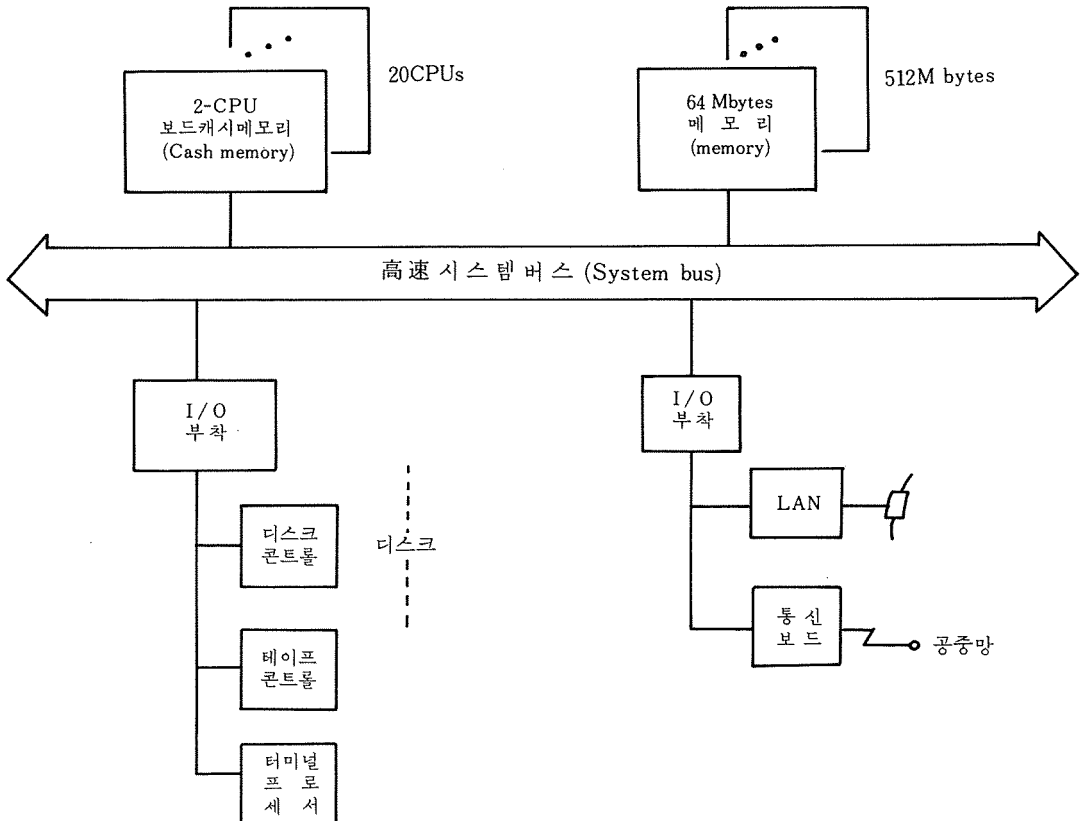 2-CPU
보드캐시메모리
(Cash memory)
20CPUs
64 Mbytes
메 모 리
(memory)
512M bytes
高速 시스템버스 (System bus)
I/O
부착
I/O
부착
디스크
콘트롤
디스크
테이프
콘트롤
터미널
프 로
세 서
LAN
통 신
보 드
공중망